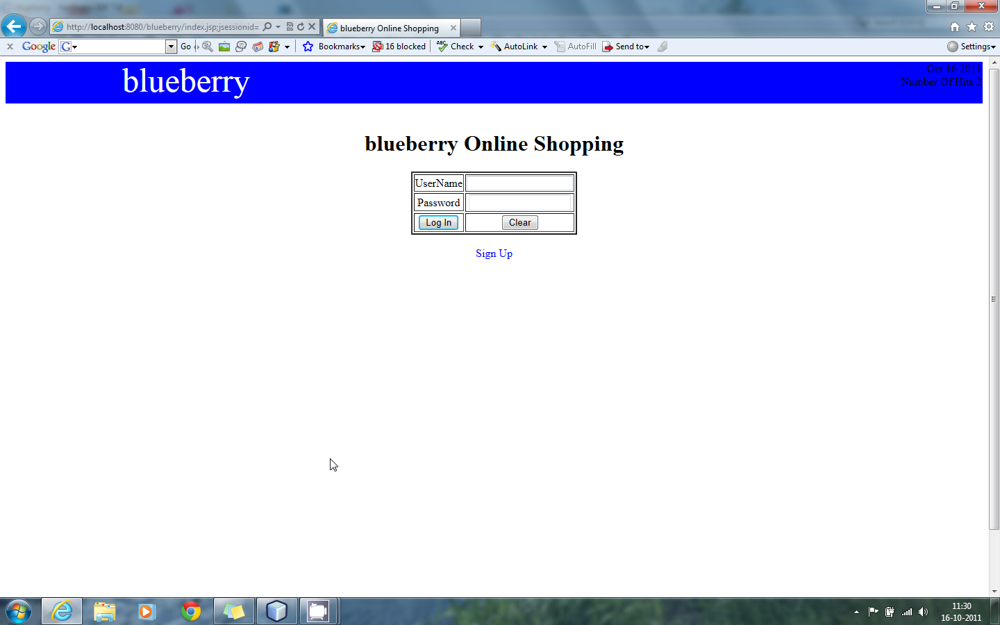 http://localhost:8080/blueberry/index.jsp;jsessionid=
blueberry Online Shopping
Google
Go
Bookmarks
16 blocked
Check
AutoLink
AutoFill
Send to
Settings
blueberry
Oct 16 2011
Number Of Hits 2
blueberry Online Shopping
UserName
Password
Log In
Clear
Sign Up
11:30
16-10-2011